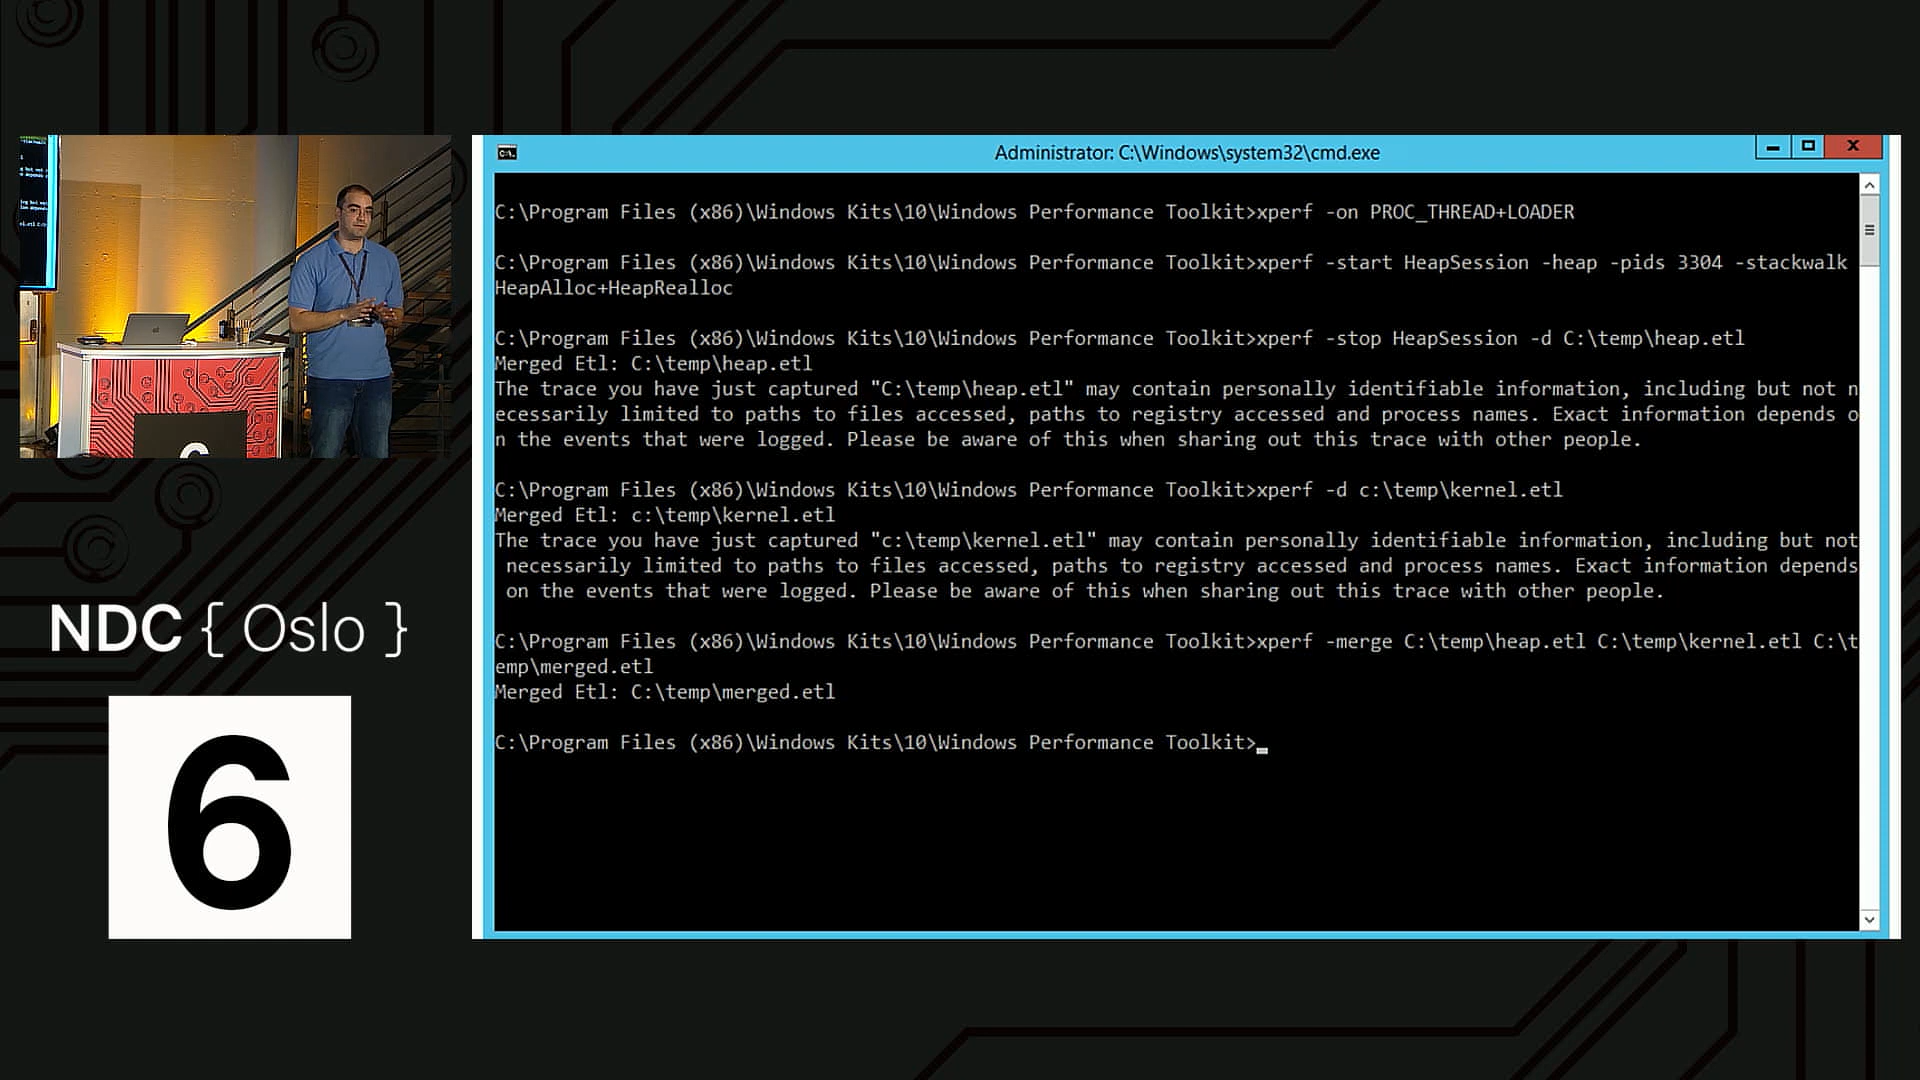 Administrator: C:\Windows\system32\cmd.exe
C:\Program Files (x86)\Windows Kits\10\Windows Performance Toolkit>xperf -on PROC_THREAD+LOADER
C:\Program Files (x86)\Windows Kits\10\Windows Performance Toolkit>xperf -start HeapSession -heap -pids 3304 -stackwalk
HeapAlloc+HeapRealloc
C:\Program Files (x86)\Windows Kits\10\Windows Performance Toolkit>xperf -stop HeapSession -d C:\temp\heap.etl
Merged Etl: C:\temp\heap.etl
The trace you have just captured "C:\temp\heap.etl" may contain personally identifiable information, including but not n
ecessarily limited to paths to files accessed, paths to registry accessed and process names. Exact information depends o
n the events that were logged. Please be aware of this when sharing out this trace with other people.
C:\Program Files (x86)\Windows Kits\10\Windows Performance Toolkit>xperf -d c:\temp\kernel.etl
Merged Etl: c:\temp\kernel.etl
The trace you have just captured "c:\temp\kernel.etl" may contain personally identifiable information, including but not
necessarily limited to paths to files accessed, paths to registry accessed and process names. Exact information depends
on the events that were logged. Please be aware of this when sharing out this trace with other people.
C:\Program Files (x86)\Windows Kits\10\Windows Performance Toolkit>xperf -merge C:\temp\heap.etl C:\temp\kernel.etl C:\t
emp\merged.etl
Merged Etl: C:\temp\merged.etl
C:\Program Files (x86)\Windows Kits\10\Windows Performance Toolkit>
NDC { Oslo }
6